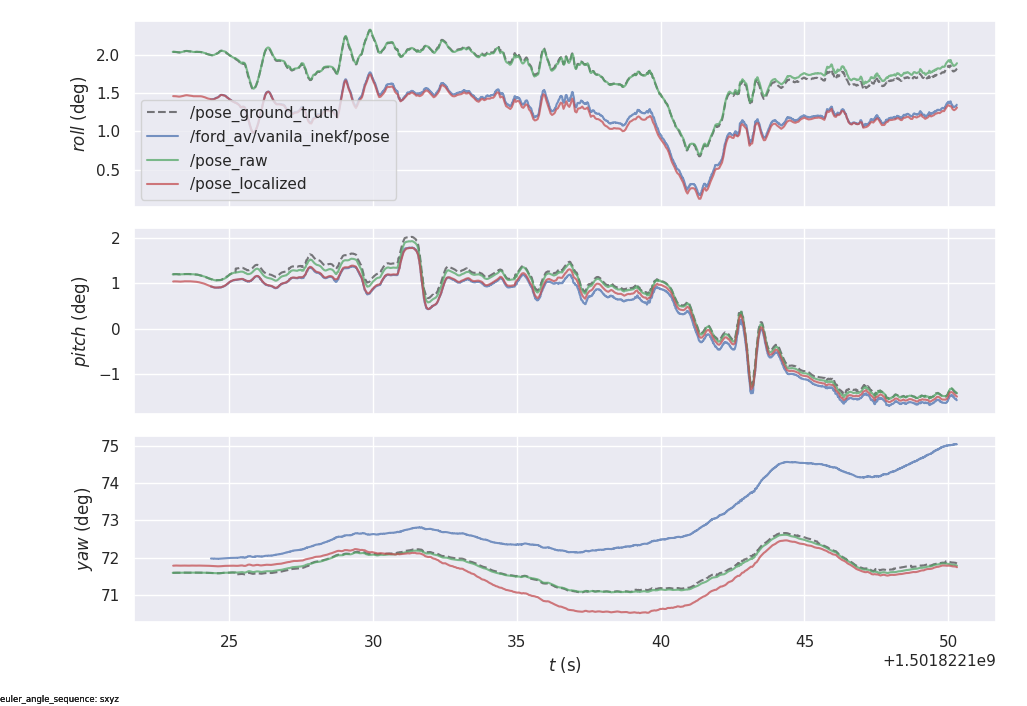 2.0
1.5
1.0
0.5
roll (deg)
/pose_ground_truth
/ford_av/vanila_inekf/pose
/pose_raw
/pose_localized
2
1
0
−1
pitch (deg)
75
74
73
72
71
yaw (deg)
25 30 35 40 45 50
t (s)
+1.5018221e9
euler_angle_sequence: sxyz